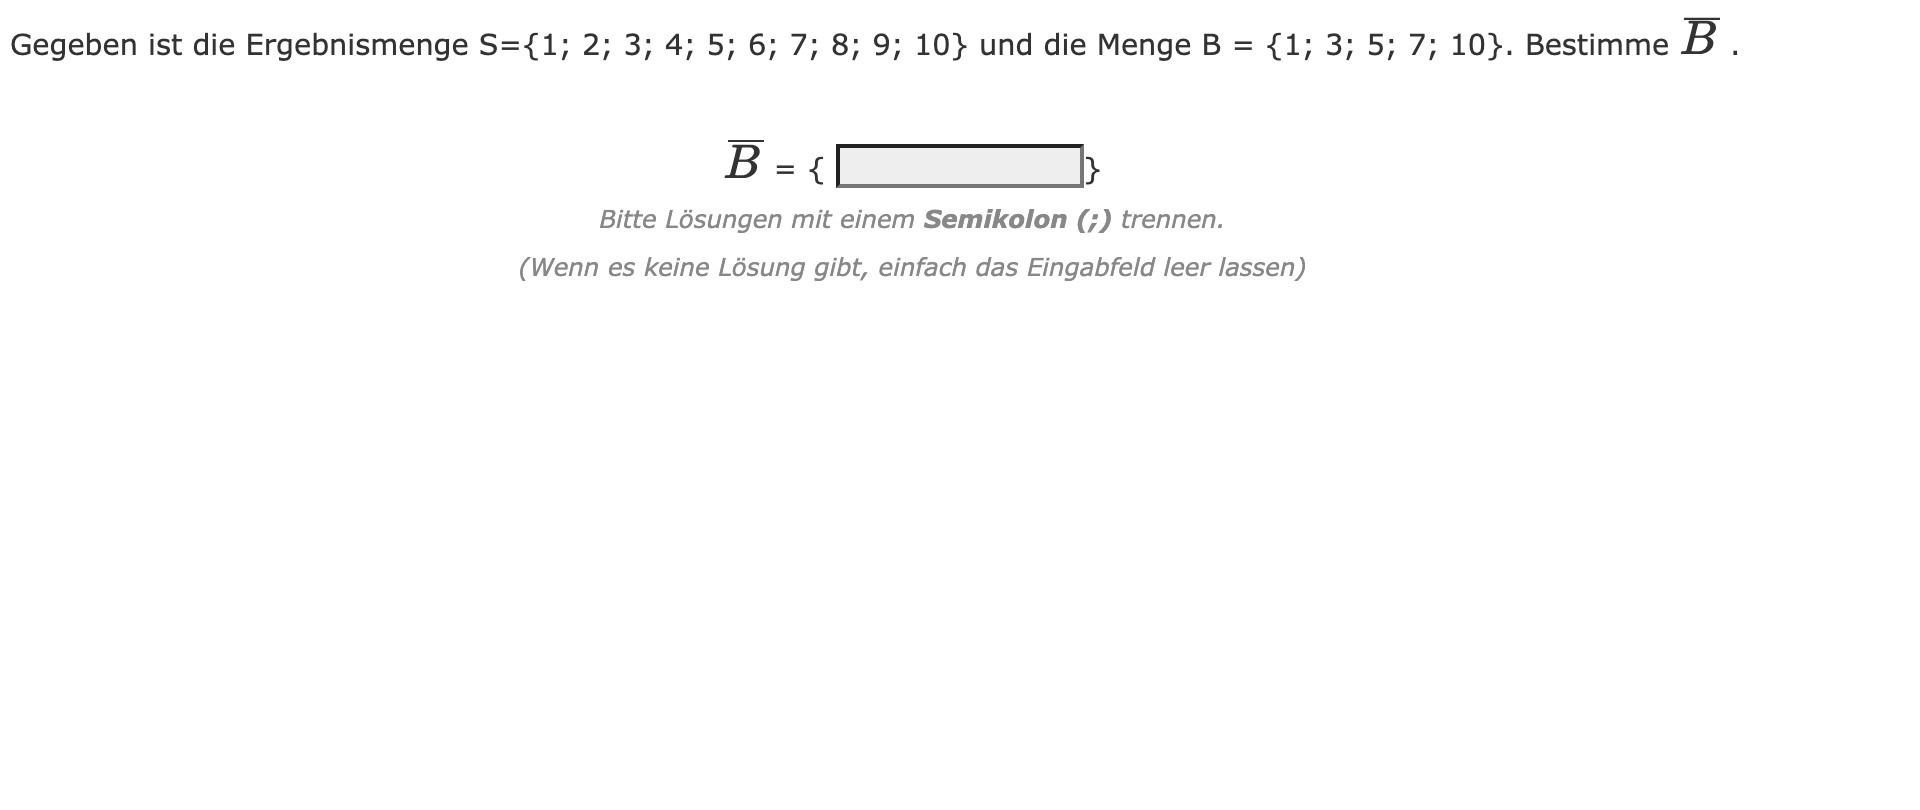 Gegeben ist die Ergebnismenge S={1; 2; 3; 4; 5; 6; 7; 8; 9; 10} und die Menge B = {1; 3; 5; 7; 10}. Bestimme B̅ .
B̅ = { }
Bitte Lösungen mit einem Semikolon (;) trennen.
(Wenn es keine Lösung gibt, einfach das Eingabfeld leer lassen)